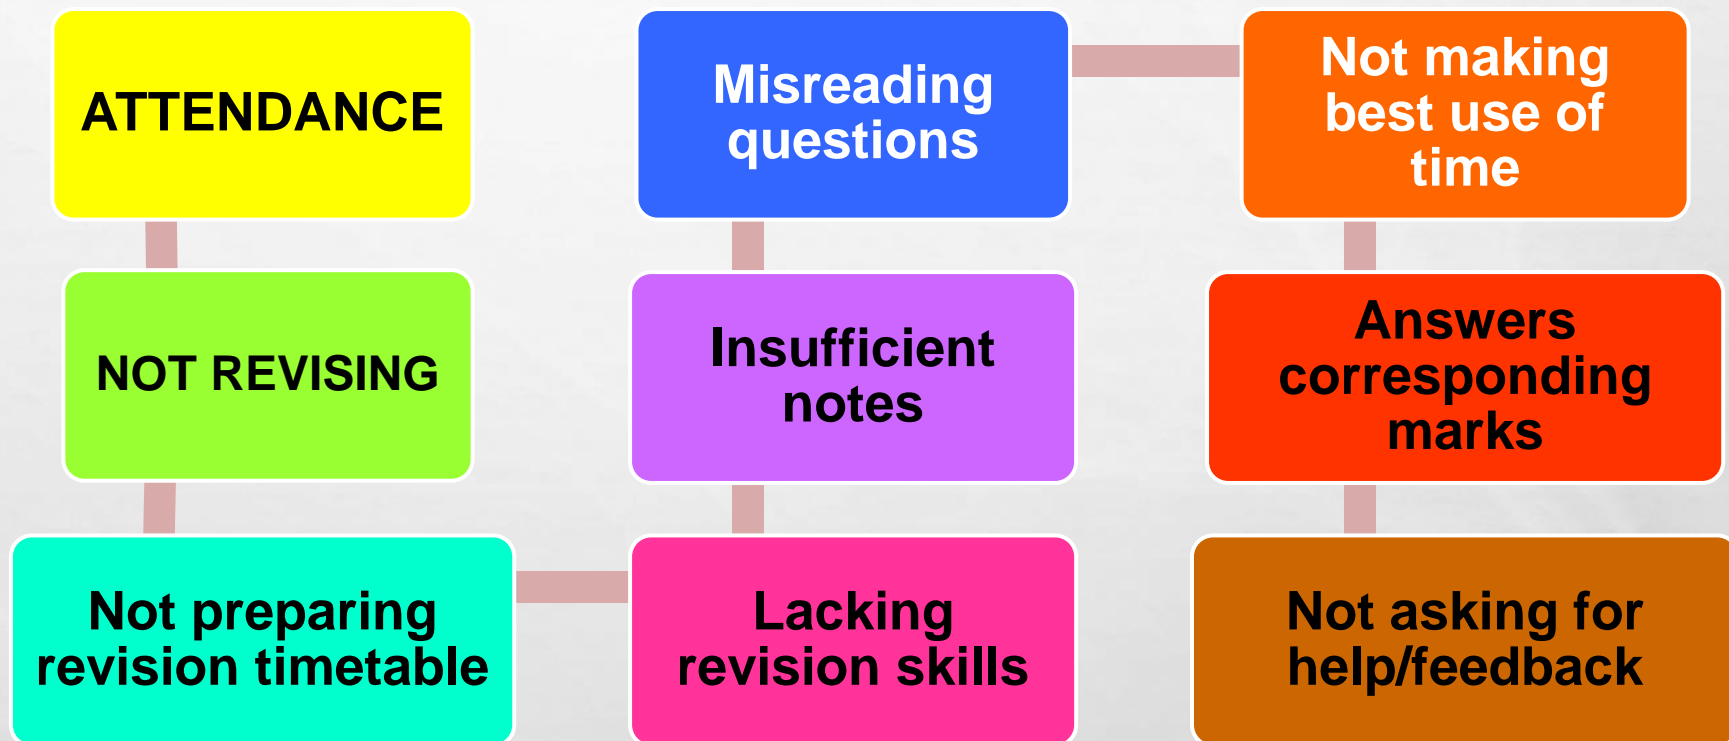 ATTENDANCE
NOT REVISING
Not preparing
revision timetable
Lacking
revision skills
Insufficient
notes
Misreading
questions
Not making
best use of
time
Answers
corresponding
marks
Not asking for
help/feedback